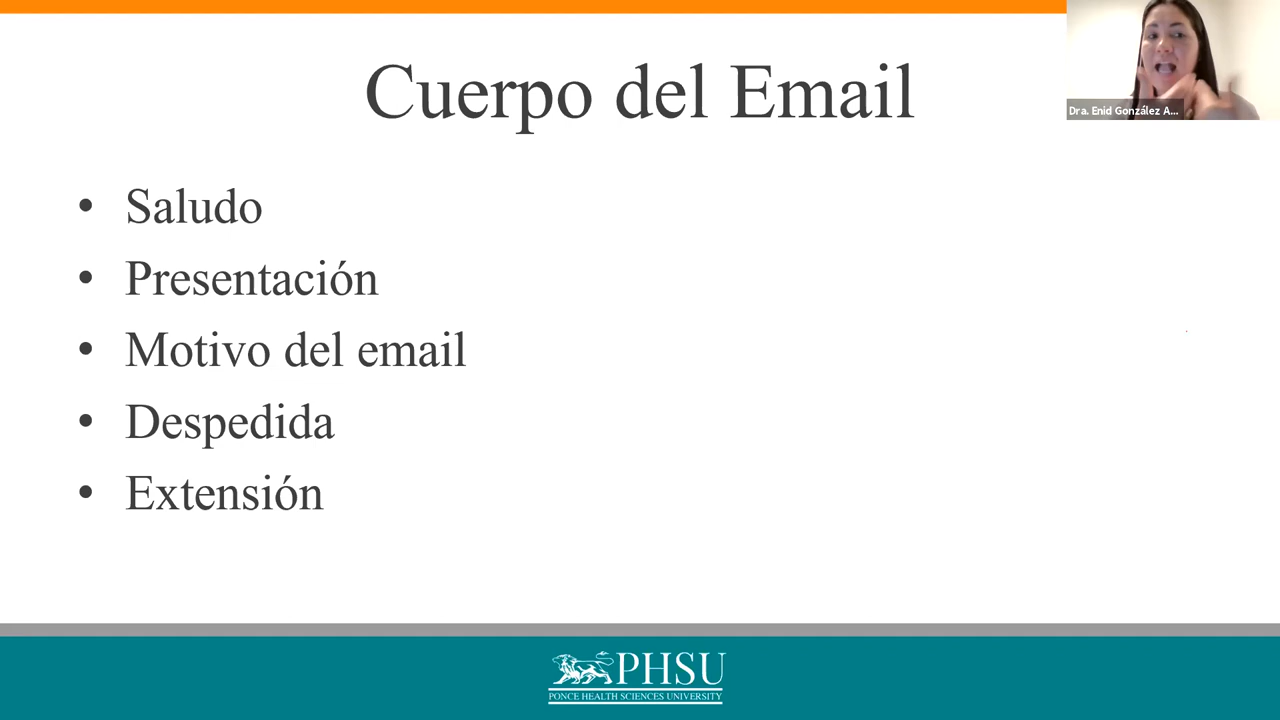 Cuerpo del Email
Dra. Enid González A...
• Saludo
• Presentación
• Motivo del email
• Despedida
• Extensión
PHSU
PONCE HEALTH SCIENCES UNIVERSITY